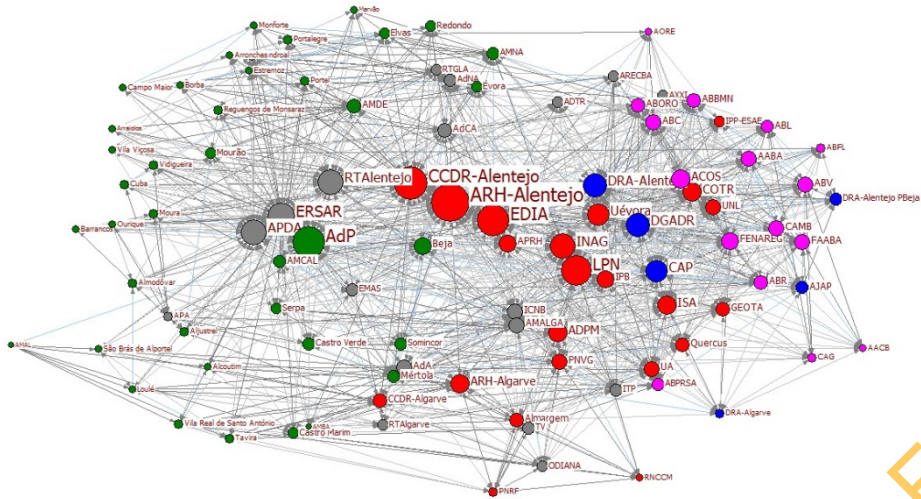 Marvão
Monforte
Elvas
Redondo
AORE
Portalegre
Arronches
ndroal
AMNA
Estremoz
RTGLA
AdNA
ARECBA
Campo Maior
Borba
Portel
Évora
AMDE
ADTR
AXXI
ABORO
ABBMN
Reguengos de Monsaraz
ABC
IPP-ESAE
ABL
Arraiolos
AdCA
Vila Viçosa
Mourão
ABFL
Vidigueira
AABA
Cuba
RTAlentejo
CCDR-Alentejo
DRA-Alente
ACOS
ABV
ARH-Alentejo
COTR
DRA-Alentejo PBeja
Moura
ERSAR
EDIA
Uévora
UNL
Ourique
Barrancos
APDA
AdP
DGADR
CAMB
Beja
APRH
INAG
FENAREG
FAABA
AMCAL
LPN
CAP
Almodôvar
IPB
ABR
AJAP
EMAS
Serpa
ISA
GEOTA
APA
ICNB
AMALGA
Aljustrel
ADPM
AMAL
São Brás de Alportel
Castro Verde
Somincor
Quercus
AACB
Alcoutim
AdA
PNVG
UA
CAG
Mértola
ARH-Algarve
Loulé
ITP
ABPRSA
CCDR-Algarve
DRA-Algarve
Vila Real de Santo António
AMBA
RTAlgarve
Almargem
TV
Tavira
Castro Marim
ODIANA
RNCCM
PNRF